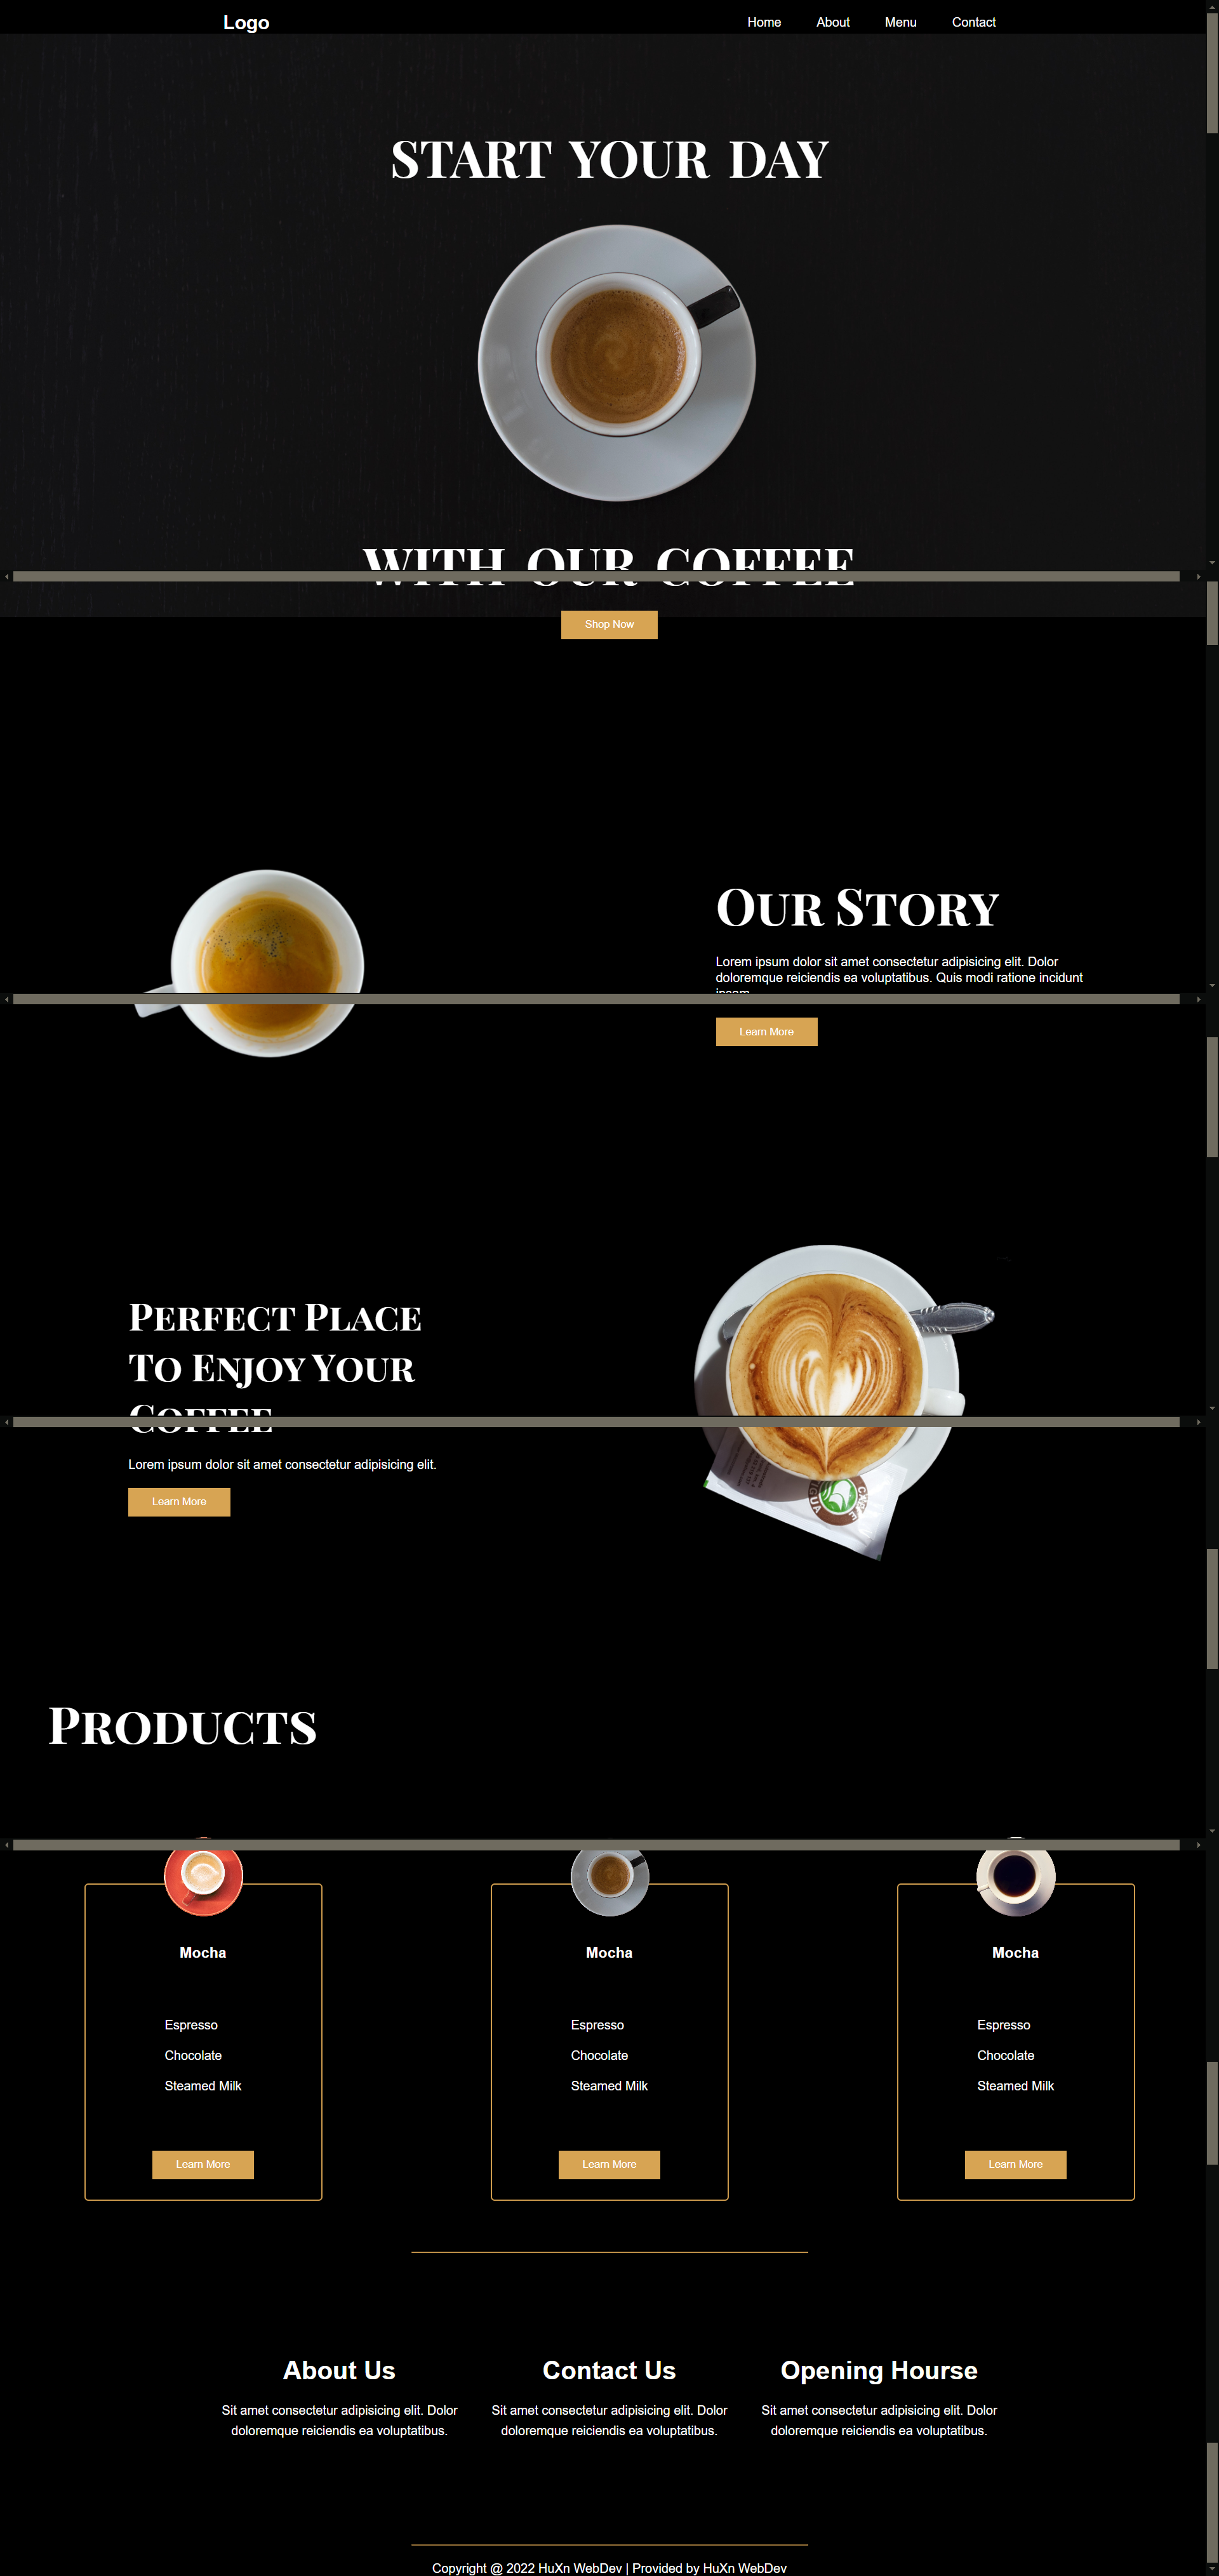 Logo
Home About Menu Contact
START YOUR DAY
WITH OUR COFFEE
Shop Now
OUR STORY
Lorem ipsum dolor sit amet consectetur adipisicing elit. Dolor
doloremque reiciendis ea voluptatibus. Quis modi ratione incidunt
Learn More
PERFECT PLACE
TO ENJOY YOUR
COFFEE
Lorem ipsum dolor sit amet consectetur adipisicing elit.
Learn More
PRODUCTS
Mocha
Espresso
Chocolate
Steamed Milk
Learn More
Mocha
Espresso
Chocolate
Steamed Milk
Learn More
Mocha
Espresso
Chocolate
Steamed Milk
Learn More
About Us
Sit amet consectetur adipisicing elit. Dolor
doloremque reiciendis ea voluptatibus.
Contact Us
Sit amet consectetur adipisicing elit. Dolor
doloremque reiciendis ea voluptatibus.
Opening Hourse
Sit amet consectetur adipisicing elit. Dolor
doloremque reiciendis ea voluptatibus.
Copyright @ 2022 HuXn WebDev | Provided by HuXn WebDev